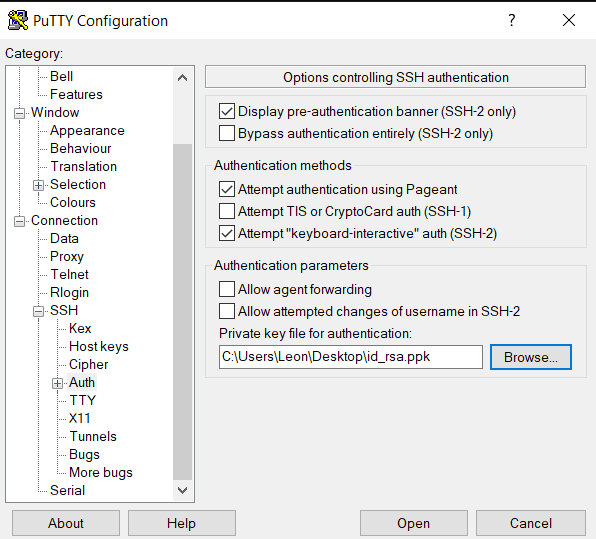 PuTTY Configuration
?
Category:
Bell
Features
Window
Appearance
Behaviour
Translation
Selection
Colours
Connection
Data
Proxy
Telnet
Rlogin
SSH
Kex
Host keys
Cipher
Auth
TTY
X11
Tunnels
Bugs
More bugs
Serial
Options controlling SSH authentication
Display pre-authentication banner (SSH-2 only)
Bypass authentication entirely (SSH-2 only)
Authentication methods
Attempt authentication using Pageant
Attempt TIS or CryptoCard auth (SSH-1)
Attempt "keyboard-interactive" auth (SSH-2)
Authentication parameters
Allow agent forwarding
Allow attempted changes of username in SSH-2
Private key file for authentication:
C:\Users\Leon\Desktop\id_rsa.ppk
Browse...
About
Help
Open
Cancel